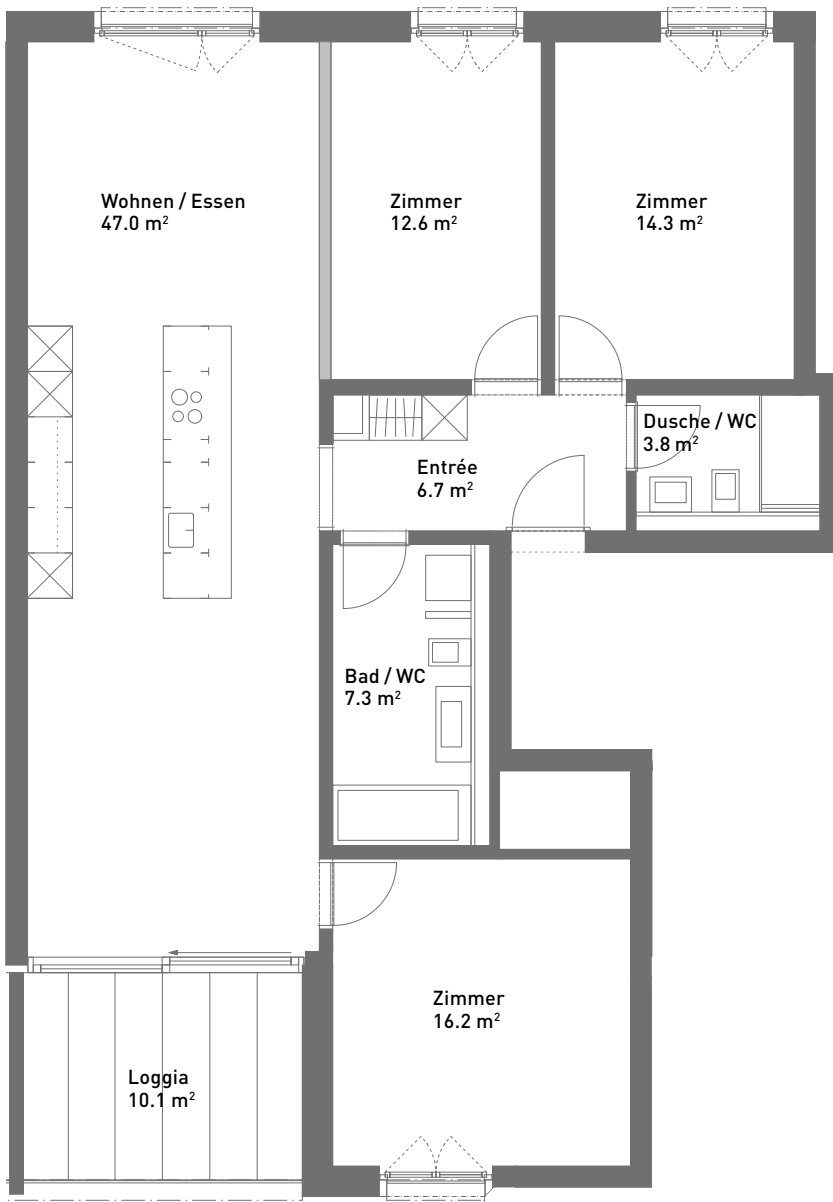 Wohnen / Essen
47.0 m²
Zimmer
12.6 m²
Zimmer
14.3 m²
Dusche / WC
3.8 m²
Entrée
6.7 m²
Bad / WC
7.3 m²
Zimmer
16.2 m²
Loggia
10.1 m²